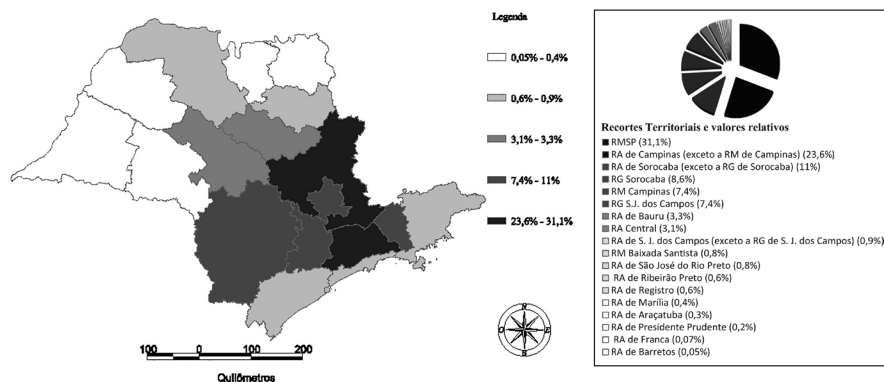 Legenda
0,05% - 0,4%
0,6% - 0,9%
3,1% - 3,3%
7,4% - 11%
23,6% - 31,1%
N
O
E
S
100 0 100 200
Quilômetros
Recortes Territoriais e valores relativos
RMSP (31,1%)
RA de Campinas (exceto a RM de Campinas) (23,6%)
RA de Sorocaba (exceto a RG de Sorocaba) (11%)
RG Sorocaba (8,6%)
RM Campinas (7,4%)
RG S.J. dos Campos (7,4%)
RA de Bauru (3,3%)
RA Central (3,1%)
RA de S. J. dos Campos (exceto a RG de S. J. dos Campos) (0,9%)
RM Baixada Santista (0,8%)
RA de São José do Rio Preto (0,8%)
RA de Ribeirão Preto (0,6%)
RA de Registro (0,6%)
RA de Marília (0,4%)
RA de Araçatuba (0,3%)
RA de Presidente Prudente (0,2%)
RA de Franca (0,07%)
RA de Barretos (0,05%)